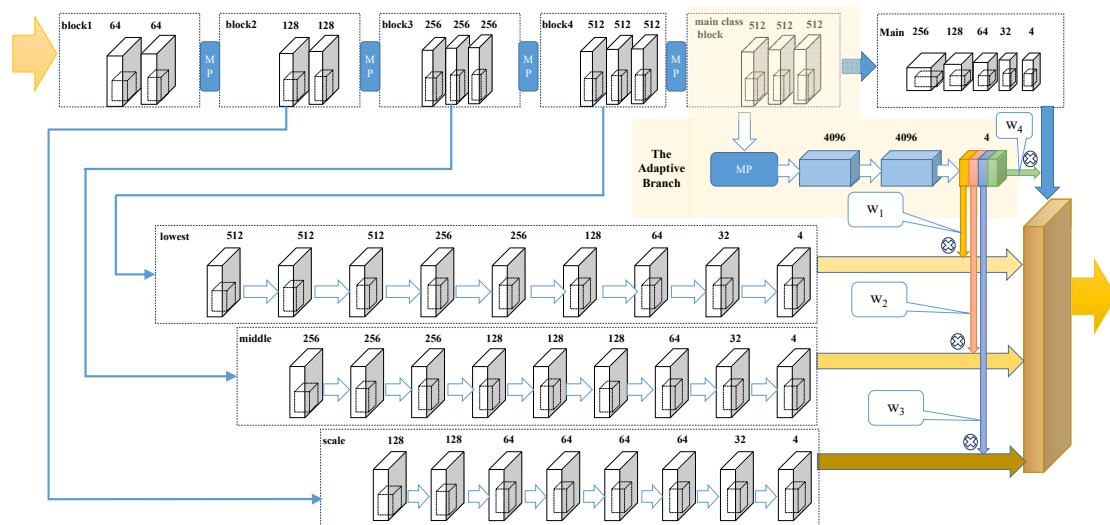 block1 64 64
M
P
block2 128 128
M
P
block3 256 256 256
M
P
block4 512 512 512
M
P
main class
block
512 512 512
Main
256 128 64 32 4
The
Adaptive
Branch
MP
4096 4096 4
W4
W1
W2
W3
lowest
512 512 512 256 256 128 64 32 4
middle
256 256 256 128 128 128 64 32 4
scale
128 128 64 64 64 64 32 4